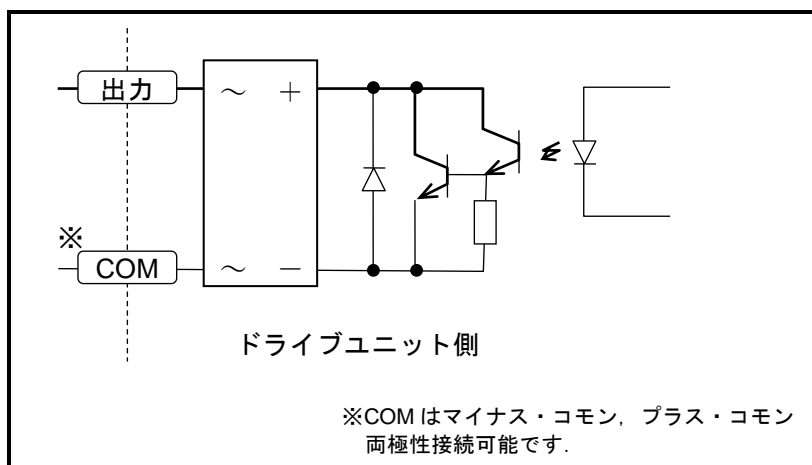 出力
~ +
※
COM
~ −
ドライブユニット側
※COM はマイナス・コモン, プラス・コモン
両極性接続可能です.